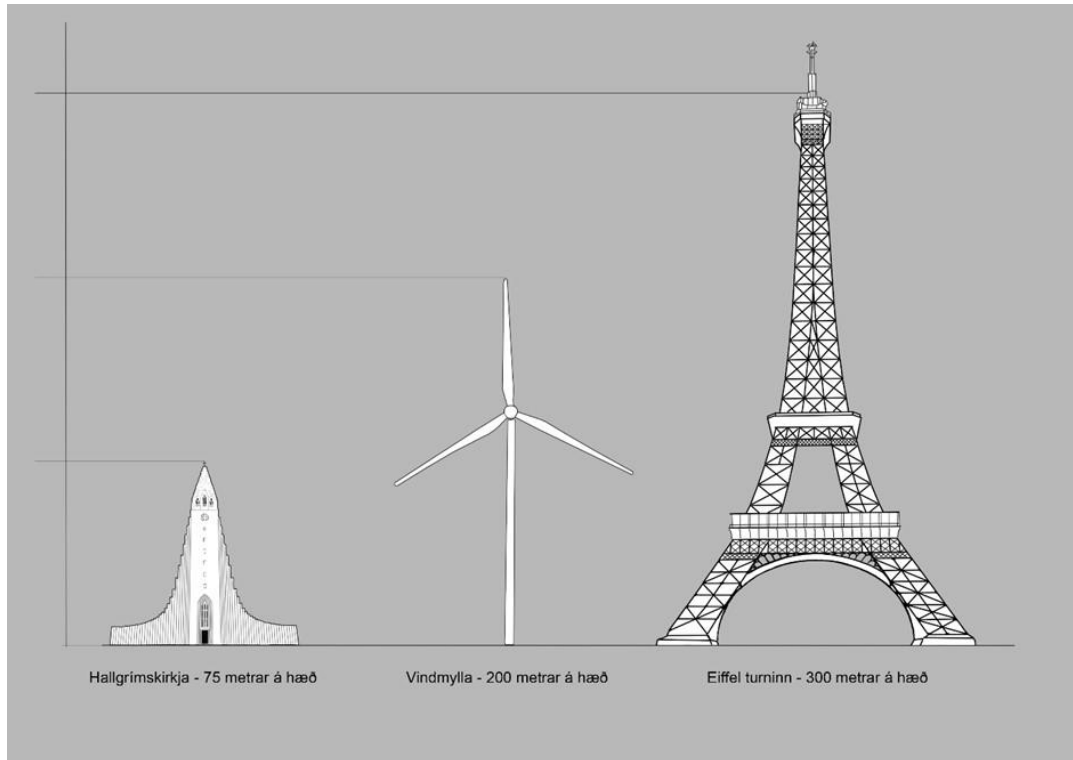 Hallgrímskirkja - 75 metrar á hæð
Vindmylla - 200 metrar á hæð
Eiffel turninn - 300 metrar á hæð